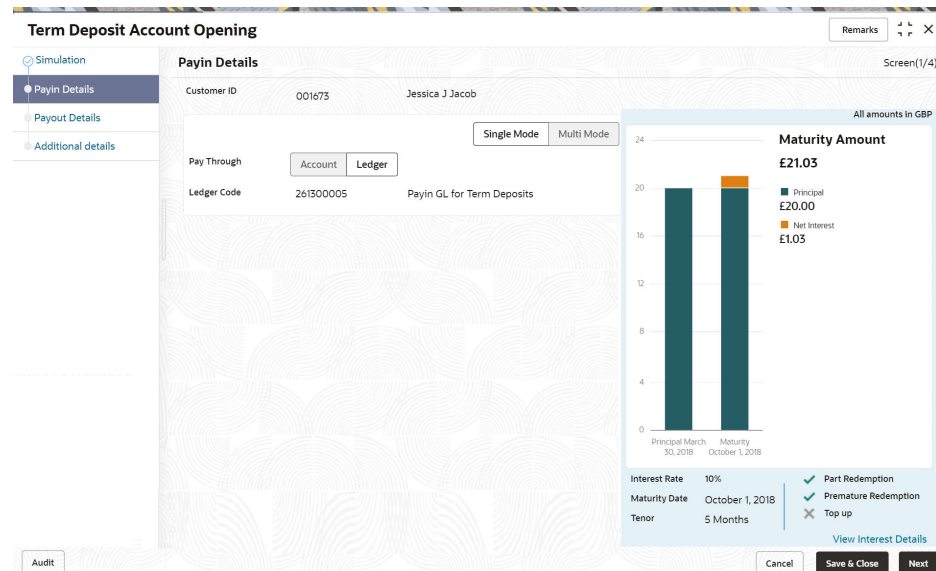 Term Deposit Account Opening
Remarks
Simulation
Payin Details
Payout Details
Additional details
Payin Details
Screen(1/4)
Customer ID 001673 Jessica J Jacob
Single Mode Multi Mode
Pay Through Account Ledger
Ledger Code 261300005 Payin GL for Term Deposits
All amounts in GBP
24
20
16
12
8
4
0
Principal March 30, 2018
Maturity October 1, 2018
Maturity Amount
£21.03
Principal
£20.00
Net Interest
£1.03
Interest Rate 10%
Maturity Date October 1, 2018
Tenor 5 Months
Part Redemption
Premature Redemption
Top up
View Interest Details
Audit
Cancel Save & Close Next